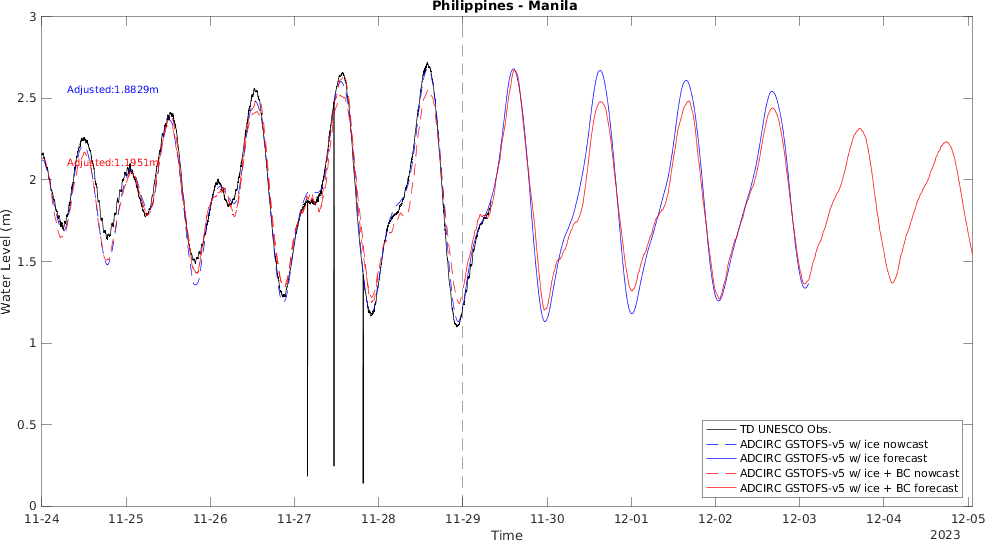 Philippines - Manila
3
2.5
2
1.5
1
0.5
0
Water Level (m)
Adjusted:1.8829m
Adjusted:1.1951m
TD UNESCO Obs.
ADCIRC GSTOFS-v5 w/ ice nowcast
ADCIRC GSTOFS-v5 w/ ice forecast
ADCIRC GSTOFS-v5 w/ ice + BC nowcast
ADCIRC GSTOFS-v5 w/ ice + BC forecast
11-24 11-25 11-26 11-27 11-28 11-29 11-30 12-01 12-02 12-03 12-04 12-05
Time
2023